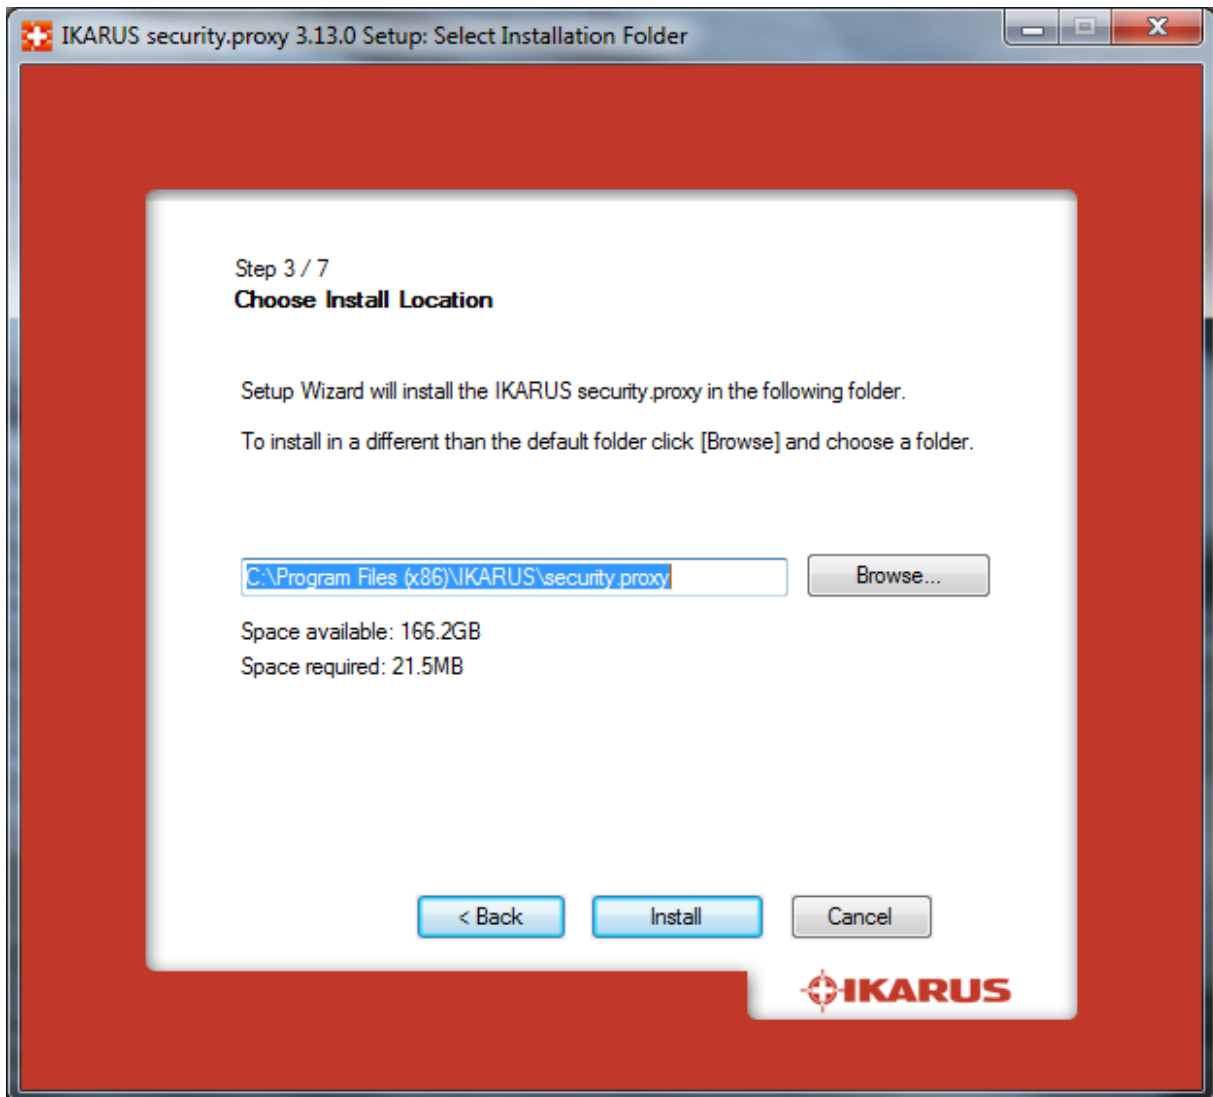 IKARUS security.proxy 3.13.0 Setup: Select Installation Folder
Step 3 / 7
Choose Install Location
Setup Wizard will install the IKARUS security.proxy in the following folder.
To install in a different than the default folder click [Browse] and choose a folder.
C:\Program Files (x86)\IKARUS\security.proxy
Browse...
Space available: 166.2GB
Space required: 21.5MB
< Back
Install
Cancel
IKARUS